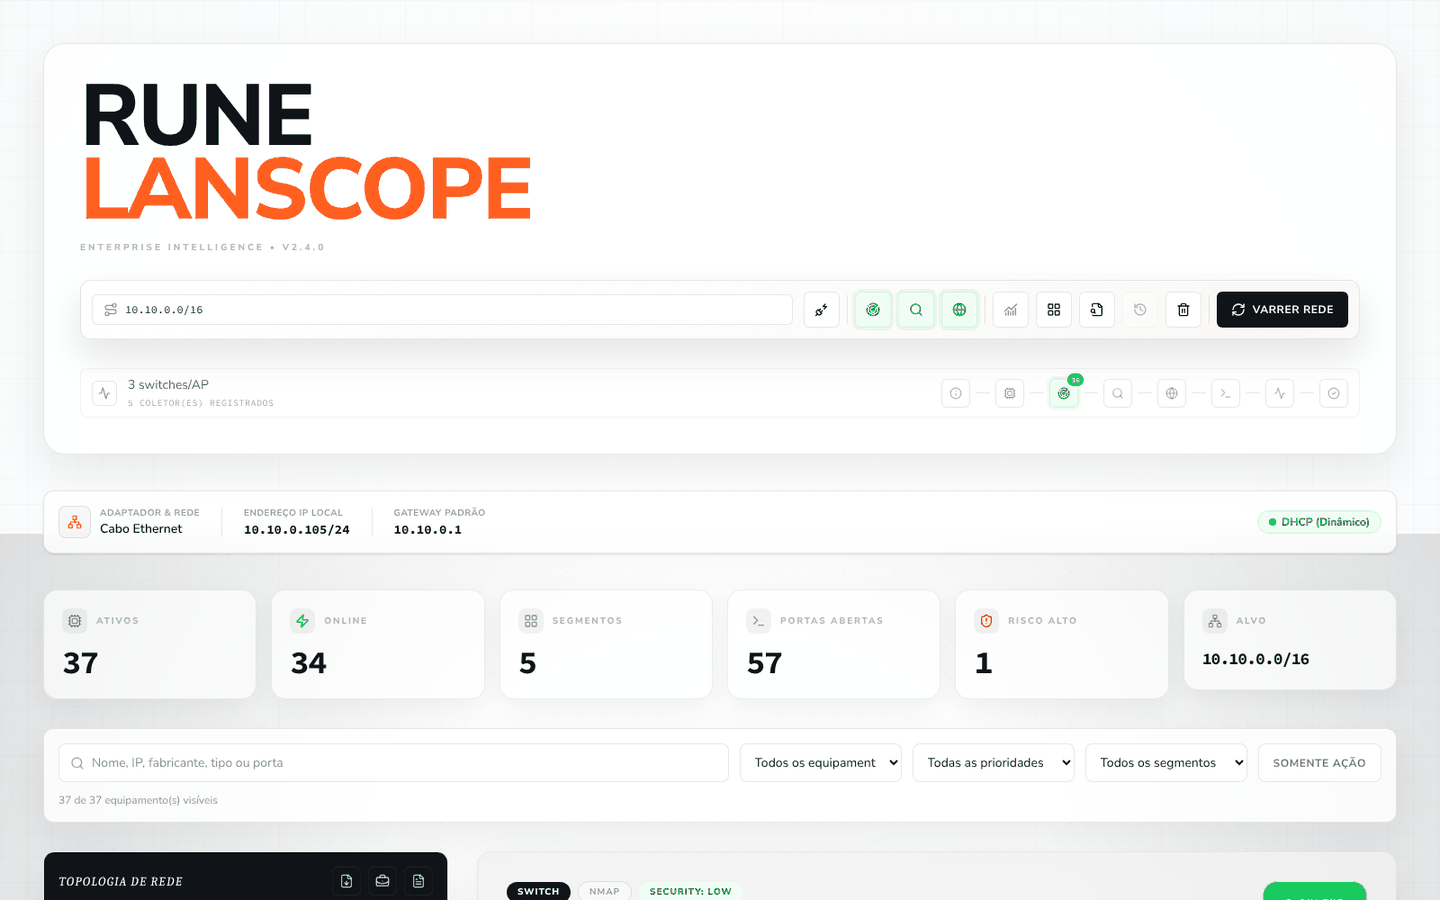 RUNE
LANSCOPE
ENTERPRISE INTELLIGENCE • V2.4.0
10.10.0.0/16
VARRER REDE
3 switches/AP
5 COLETOR(ES) REGISTRADOS
36
ADAPTADOR & REDE
Cabo Ethernet
ENDEREÇO IP LOCAL
10.10.0.105/24
GATEWAY PADRÃO
10.10.0.1
DHCP (Dinâmico)
ATIVOS
37
ONLINE
34
SEGMENTOS
5
PORTAS ABERTAS
57
RISCO ALTO
1
ALVO
10.10.0.0/16
Nome, IP, fabricante, tipo ou porta
Todos os equipament
Todas as prioridades
Todos os segmentos
SOMENTE AÇÃO
37 de 37 equipamento(s) visíveis
TOPOLOGIA DE REDE
SWITCH
NMAP
SECURITY: LOW